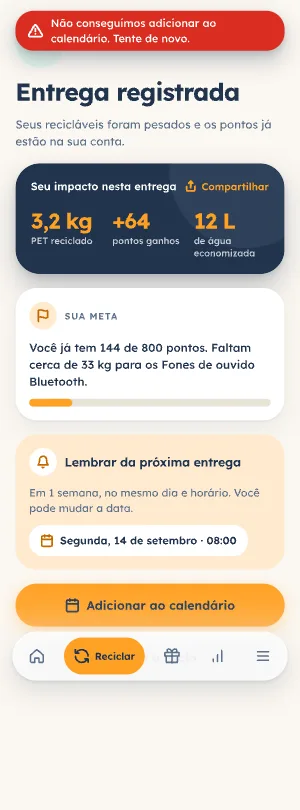 Não conseguimos adicionar ao
calendário. Tente de novo.
Entrega registrada
Seus recicláveis foram pesados e os pontos já
estão na sua conta.
Seu impacto nesta entrega
Compartilhar
3,2 kg
PET reciclado
+64
pontos ganhos
12 L
de água
economizada
SUA META
Você já tem 144 de 800 pontos. Faltam
cerca de 33 kg para os Fones de ouvido
Bluetooth.
Lembrar da próxima entrega
Em 1 semana, no mesmo dia e horário. Você
pode mudar a data.
Segunda, 14 de setembro · 08:00
Adicionar ao calendário
Reciclar